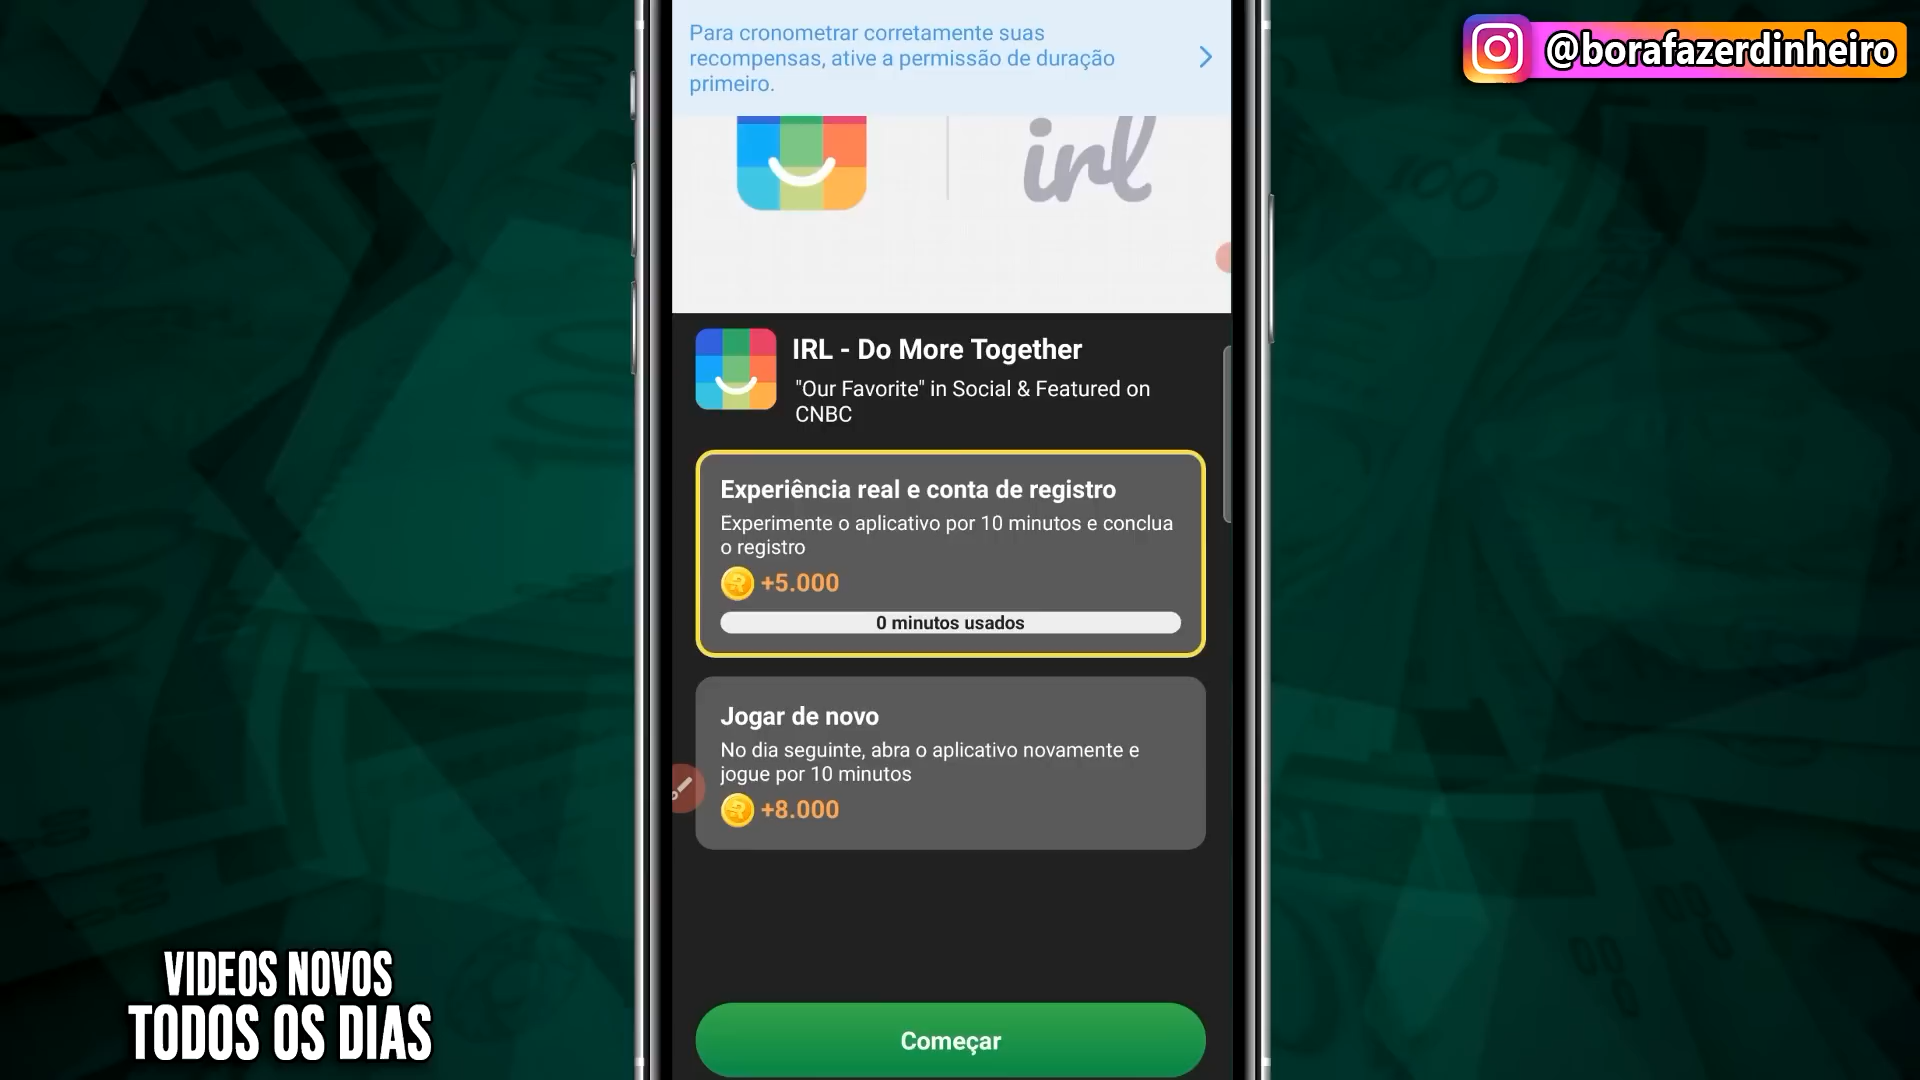 Para cronometrar corretamente suas
recompensas, ative a permissão de duração
primeiro.
@borafazerdinheiro
irl
IRL - Do More Together
"Our Favorite" in Social & Featured on
CNBC
Experiência real e conta de registro
Experimente o aplicativo por 10 minutos e conclua
o registro
+5.000
0 minutos usados
Jogar de novo
No dia seguinte, abra o aplicativo novamente e
jogue por 10 minutos
+8.000
Começar
VIDEOS NOVOS
TODOS OS DIAS